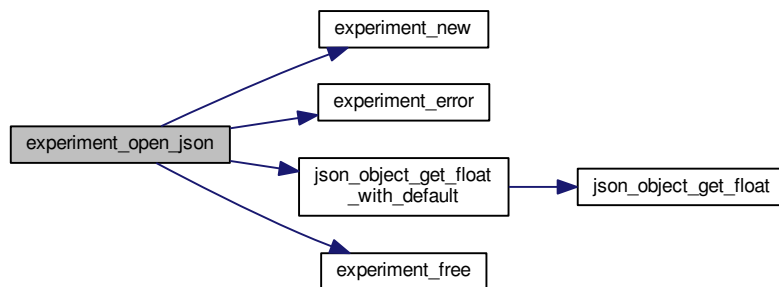 experiment_new
experiment_error
experiment_open_json
json_object_get_float
_with_default
json_object_get_float
experiment_free